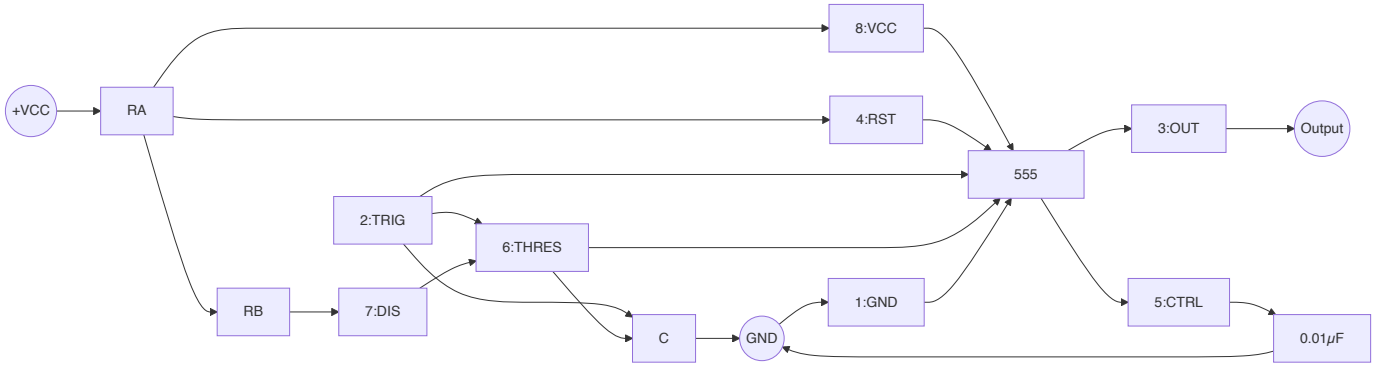 8:VCC
+VCC
RA
4:RST
3:OUT
Output
555
2:TRIG
6:THRES
1:GND
5:CTRL
RB
7:DIS
C
GND
0.01µF